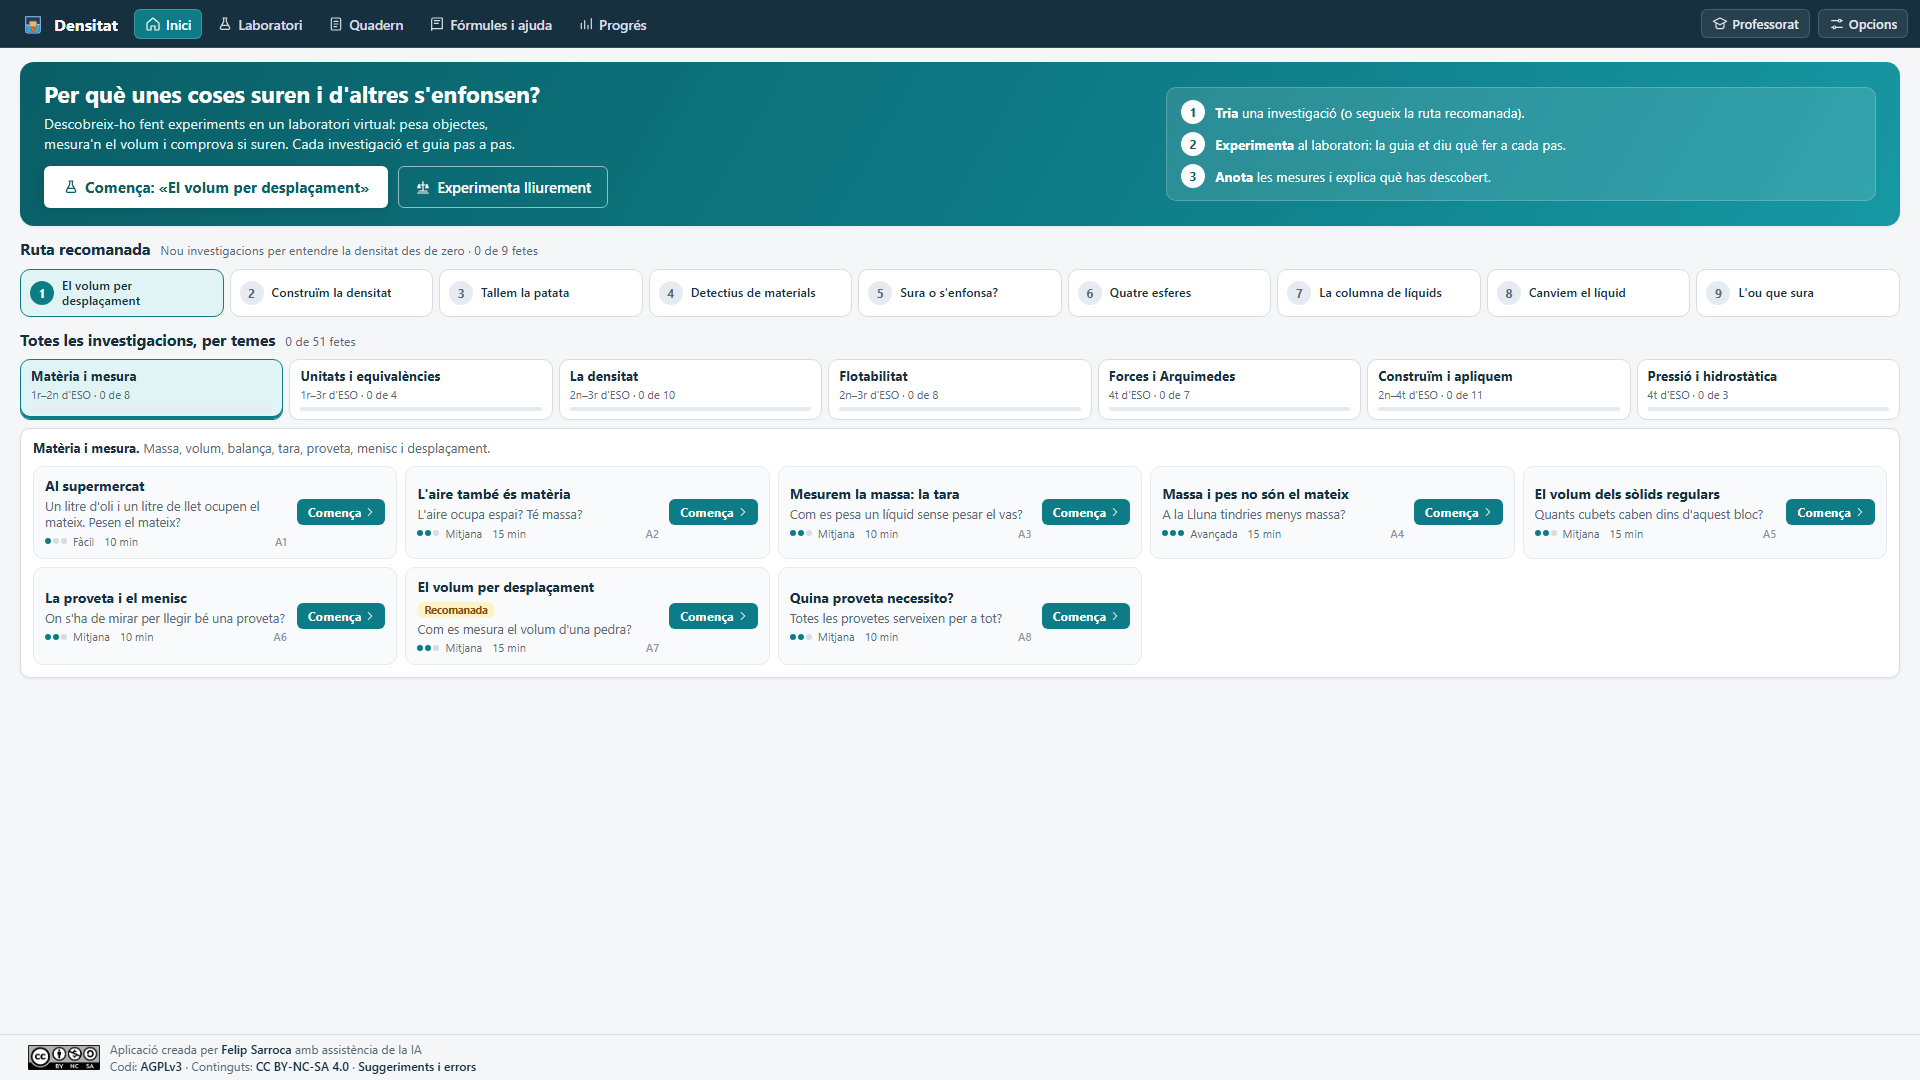 Densitat
Inici
Laboratori
Quadern
Fórmules i ajuda
Progrés
Professorat
Opcions
Per què unes coses suren i d'altres s'enfonsen?
Descobreix-ho fent experiments en un laboratori virtual: pesa objectes,
mesura'n el volum i comprova si suren. Cada investigació et guia pas a pas.
Comença: «El volum per desplaçament»
Experimenta lliurement
1 Tria una investigació (o segueix la ruta recomanada).
2 Experimenta al laboratori: la guia et diu què fer a cada pas.
3 Anota les mesures i explica què has descobert.
Ruta recomanada Nou investigacions per entendre la densitat des de zero · 0 de 9 fetes
1 El volum per
desplaçament
2 Construïm la densitat
3 Tallem la patata
4 Detectius de materials
5 Sura o s'enfonsa?
6 Quatre esferes
7 La columna de líquids
8 Canviem el líquid
9 L'ou que sura
Totes les investigacions, per temes 0 de 51 fetes
Matèria i mesura
1r–2n d'ESO · 0 de 8
Unitats i equivalències
1r–3r d'ESO · 0 de 4
La densitat
2n–3r d'ESO · 0 de 10
Flotabilitat
2n–3r d'ESO · 0 de 8
Forces i Arquimedes
4t d'ESO · 0 de 7
Construïm i apliquem
2n–4t d'ESO · 0 de 11
Pressió i hidrostàtica
4t d'ESO · 0 de 3
Matèria i mesura. Massa, volum, balança, tara, proveta, menisc i desplaçament.
Al supermercat
Un litre d'oli i un litre de llet ocupen el
mateix. Pesen el mateix?
Fàcil 10 min A1
Comença
L'aire també és matèria
L'aire ocupa espai? Té massa?
Mitjana 15 min A2
Comença
Mesurem la massa: la tara
Com es pesa un líquid sense pesar el vas?
Mitjana 10 min A3
Comença
Massa i pes no són el mateix
A la Lluna tindries menys massa?
Avançada 15 min A4
Comença
El volum dels sòlids regulars
Quants cubets caben dins d'aquest bloc?
Mitjana 15 min A5
Comença
La proveta i el menisc
On s'ha de mirar per llegir bé una proveta?
Mitjana 10 min A6
Comença
El volum per desplaçament
Recomanada
Com es mesura el volum d'una pedra?
Mitjana 15 min A7
Comença
Quina proveta necessito?
Totes les provetes serveixen per a tot?
Mitjana 10 min A8
Comença
CC BY NC SA
Aplicació creada per Felip Sarroca amb assistència de la IA
Codi: AGPLv3 · Continguts: CC BY-NC-SA 4.0 · Suggeriments i errors